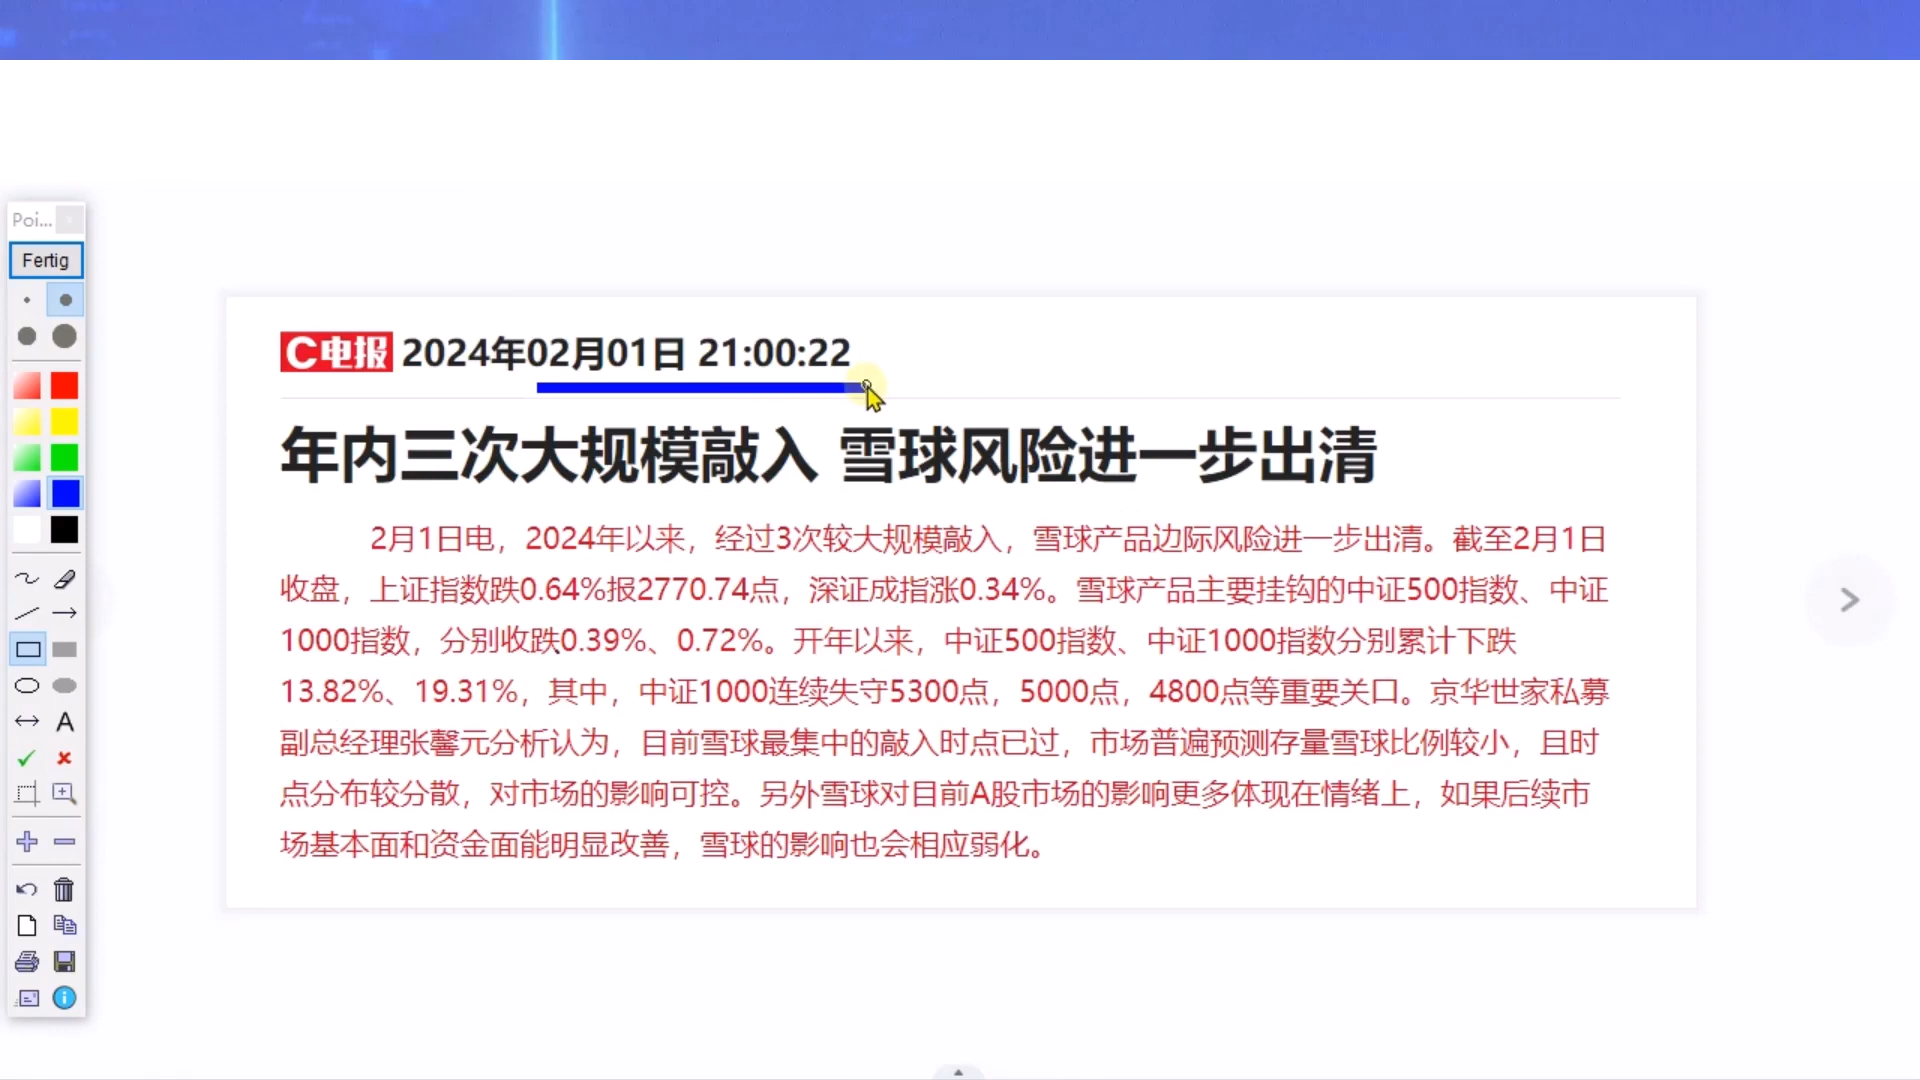 Poi...
Fertig
A
C电报 2024年02月01日 21:00:22
年内三次大规模敲入 雪球风险进一步出清
2月1日电，2024年以来，经过3次较大规模敲入，雪球产品边际风险进一步出清。截至2月1日
收盘，上证指数跌0.64%报2770.74点，深证成指涨0.34%。雪球产品主要挂钩的中证500指数、中证
1000指数，分别收跌0.39%、0.72%。开年以来，中证500指数、中证1000指数分别累计下跌
13.82%、19.31%，其中，中证1000连续失守5300点，5000点，4800点等重要关口。京华世家私募
副总经理张馨元分析认为，目前雪球最集中的敲入时点已过，市场普遍预测存量雪球比例较小，且时
点分布较分散，对市场的影响可控。另外雪球对目前A股市场的影响更多体现在情绪上，如果后续市
场基本面和资金面能明显改善，雪球的影响也会相应弱化。